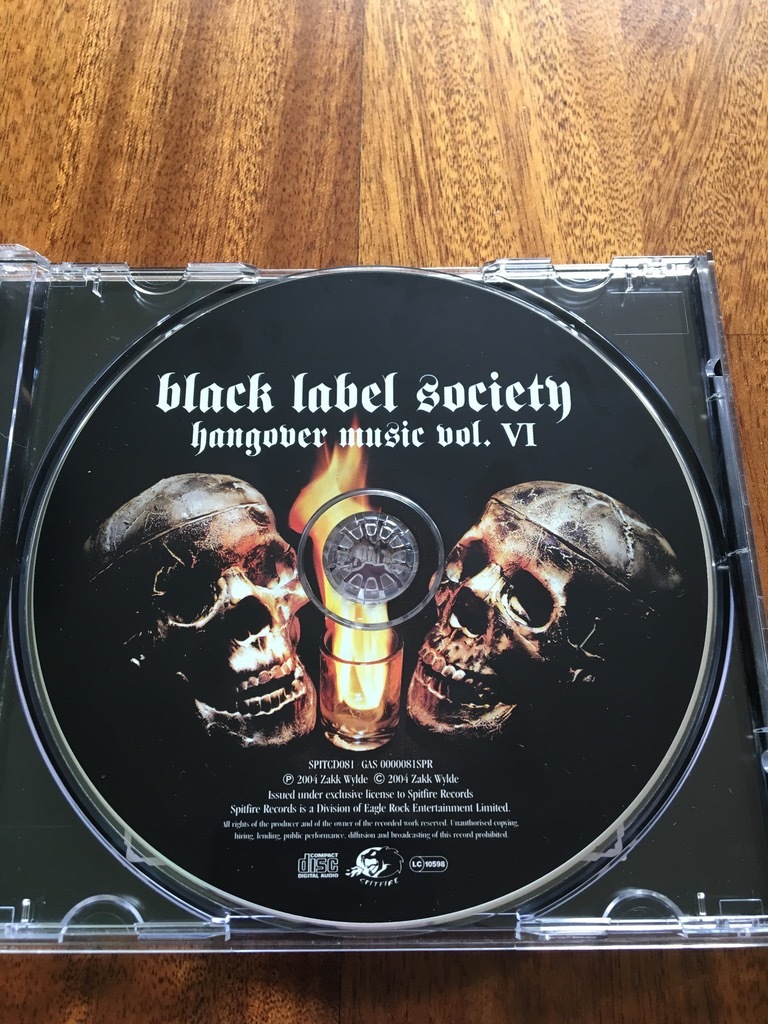 black label society
hangover music vol. VI
SPITCD081 GAS 0000081SPR
℗ 2004 Zakk Wylde © 2004 Zakk Wylde
Issued under exclusive license to Spitfire Records
Spitfire Records is a Division of Eagle Rock Entertainment Limited.
All rights of the producer and of the owner of the recorded work reserved. Unauthorised copying,
hiring, lending, public performance, diffusion and broadcasting of this record prohibited.
COMPACT
disc
DIGITAL AUDIO
SPITFIRE
LC 10598